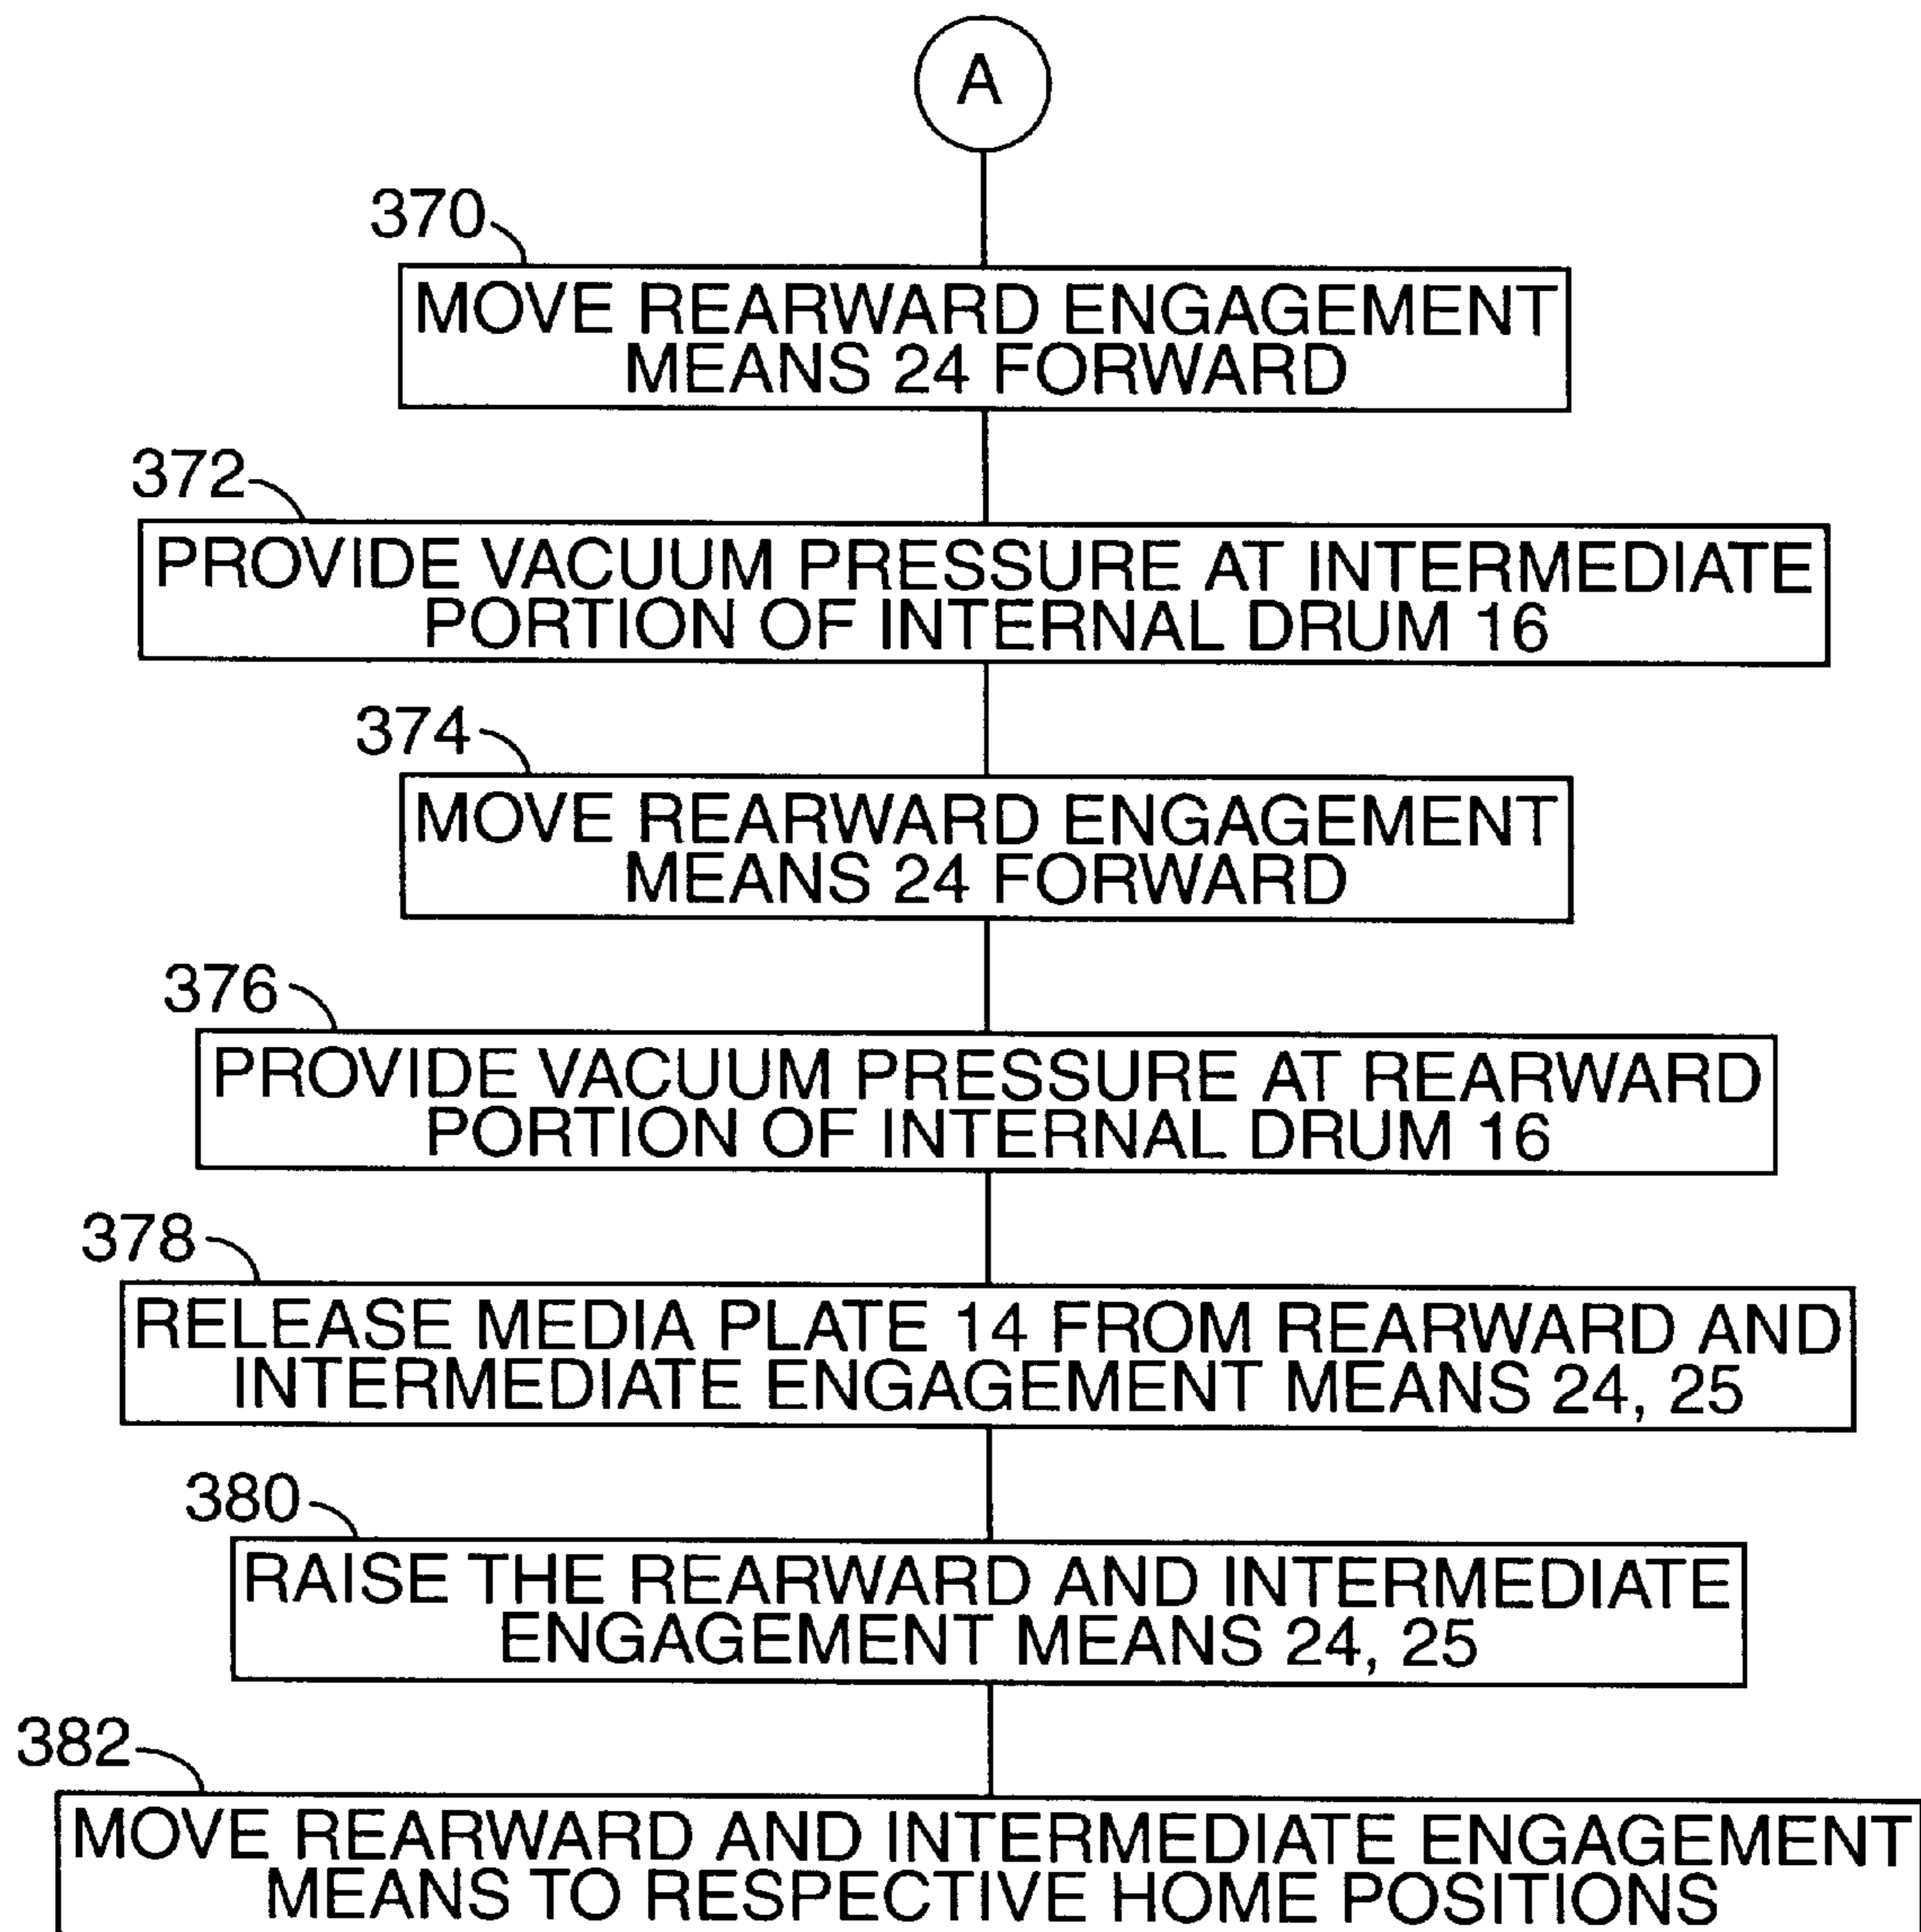 A
370
MOVE REARWARD ENGAGEMENT
MEANS 24 FORWARD
372
PROVIDE VACUUM PRESSURE AT INTERMEDIATE
PORTION OF INTERNAL DRUM 16
374
MOVE REARWARD ENGAGEMENT
MEANS 24 FORWARD
376
PROVIDE VACUUM PRESSURE AT REARWARD
PORTION OF INTERNAL DRUM 16
378
RELEASE MEDIA PLATE 14 FROM REARWARD AND
INTERMEDIATE ENGAGEMENT MEANS 24, 25
380
RAISE THE REARWARD AND INTERMEDIATE
ENGAGEMENT MEANS 24, 25
382
MOVE REARWARD AND INTERMEDIATE ENGAGEMENT
MEANS TO RESPECTIVE HOME POSITIONS